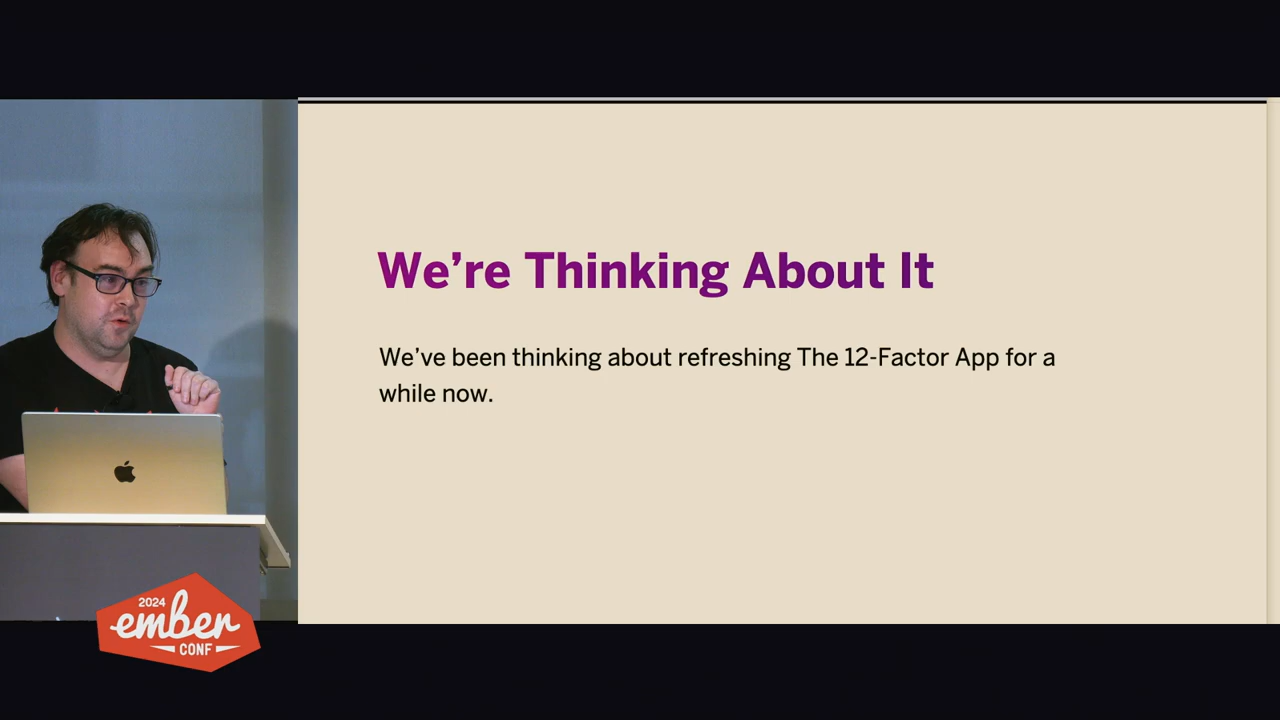 We’re Thinking About It
We’ve been thinking about refreshing The 12-Factor App for a
while now.
2024
ember
CONF